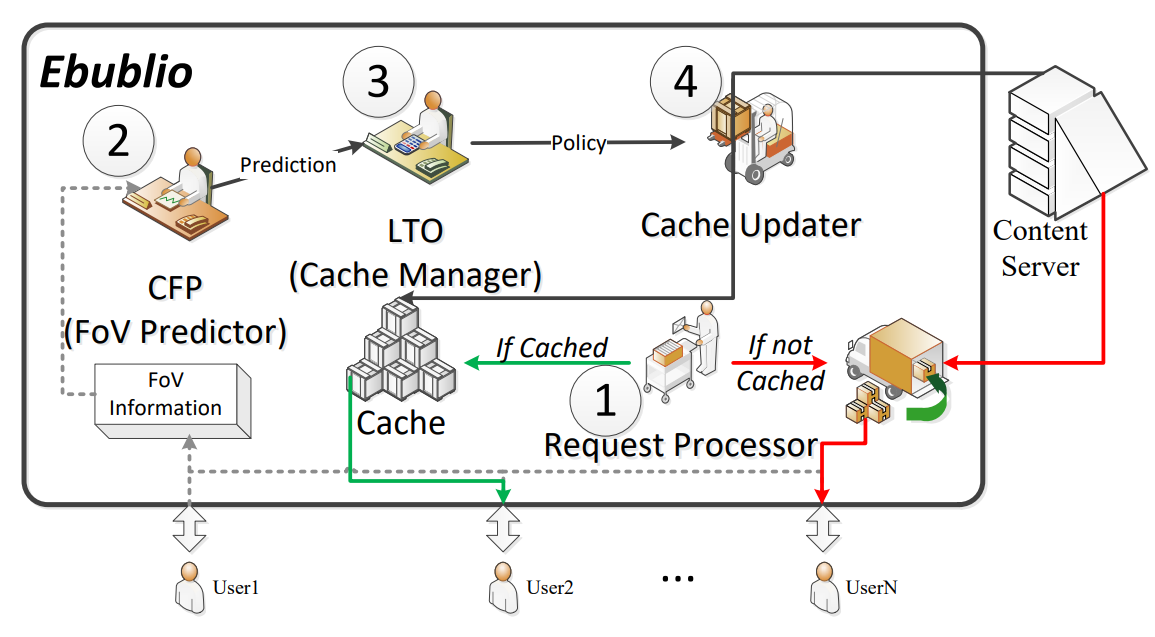 Ebublio
3
4
2
Prediction
Policy
LTO
(Cache Manager)
Cache Updater
Content
Server
CFP
(FoV Predictor)
If Cached
If not
Cached
FoV
Information
1
Cache
Request Processor
User1
User2
...
UserN